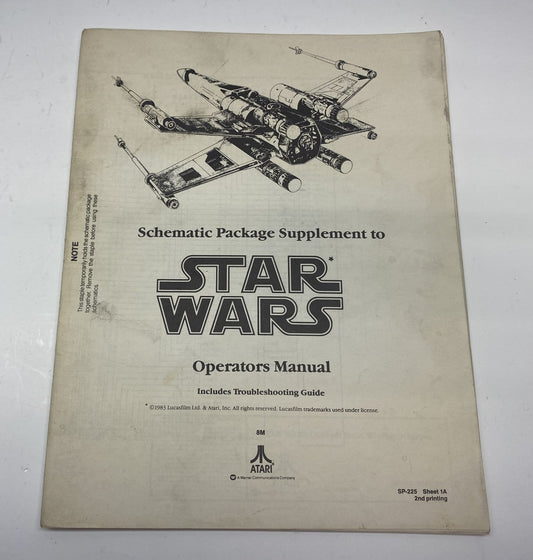 Schematic Package Supplement to
STAR*
WARS
Operators Manual
Includes Troubleshooting Guide
* ©1983 Lucasfilm Ltd. & Atari, Inc. All rights reserved. Lucasfilm trademarks used under license.
8M
ATARI®
A Warner Communications Company
SP-225 Sheet 1A
2nd printing
NOTE
This staple temporarily holds the schematic package
together. Remove the staple before using these
schematics.